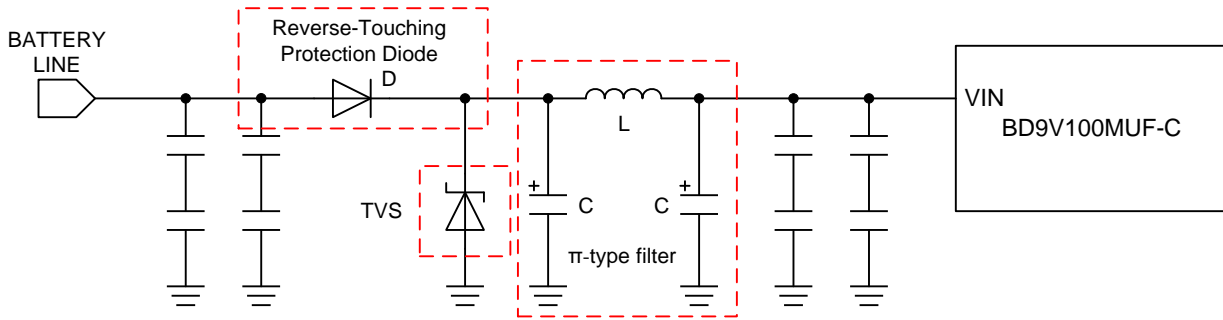 BATTERY
LINE
Reverse-Touching
Protection Diode
D
L
VIN
BD9V100MUF-C
TVS
+
C
C
+
π-type filter